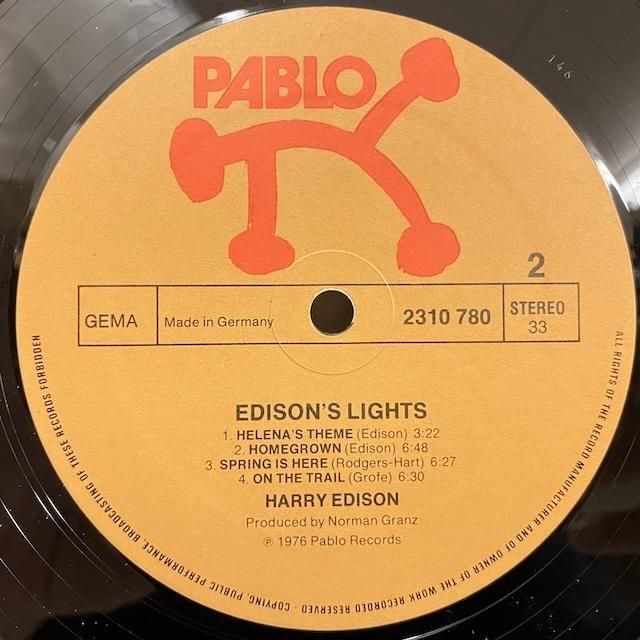 146
PABLO
2
GEMA
Made in Germany
2310 780
STEREO
33
EDISON'S LIGHTS
1. HELENA'S THEME (Edison) 3:22
2. HOMEGROWN (Edison) 6:48
3. SPRING IS HERE (Rodgers-Hart) 6:27
4. ON THE TRAIL (Grofe) 6:30
HARRY EDISON
Produced by Norman Granz
℗ 1976 Pablo Records
ALL RIGHTS OF THE RECORD MANUFACTURER AND OF OWNER OF THE WORK RECORDED RESERVED · COPYING, PUBLIC PERFORMANCE, BROADCASTING OF THESE RECORDS FORBIDDEN